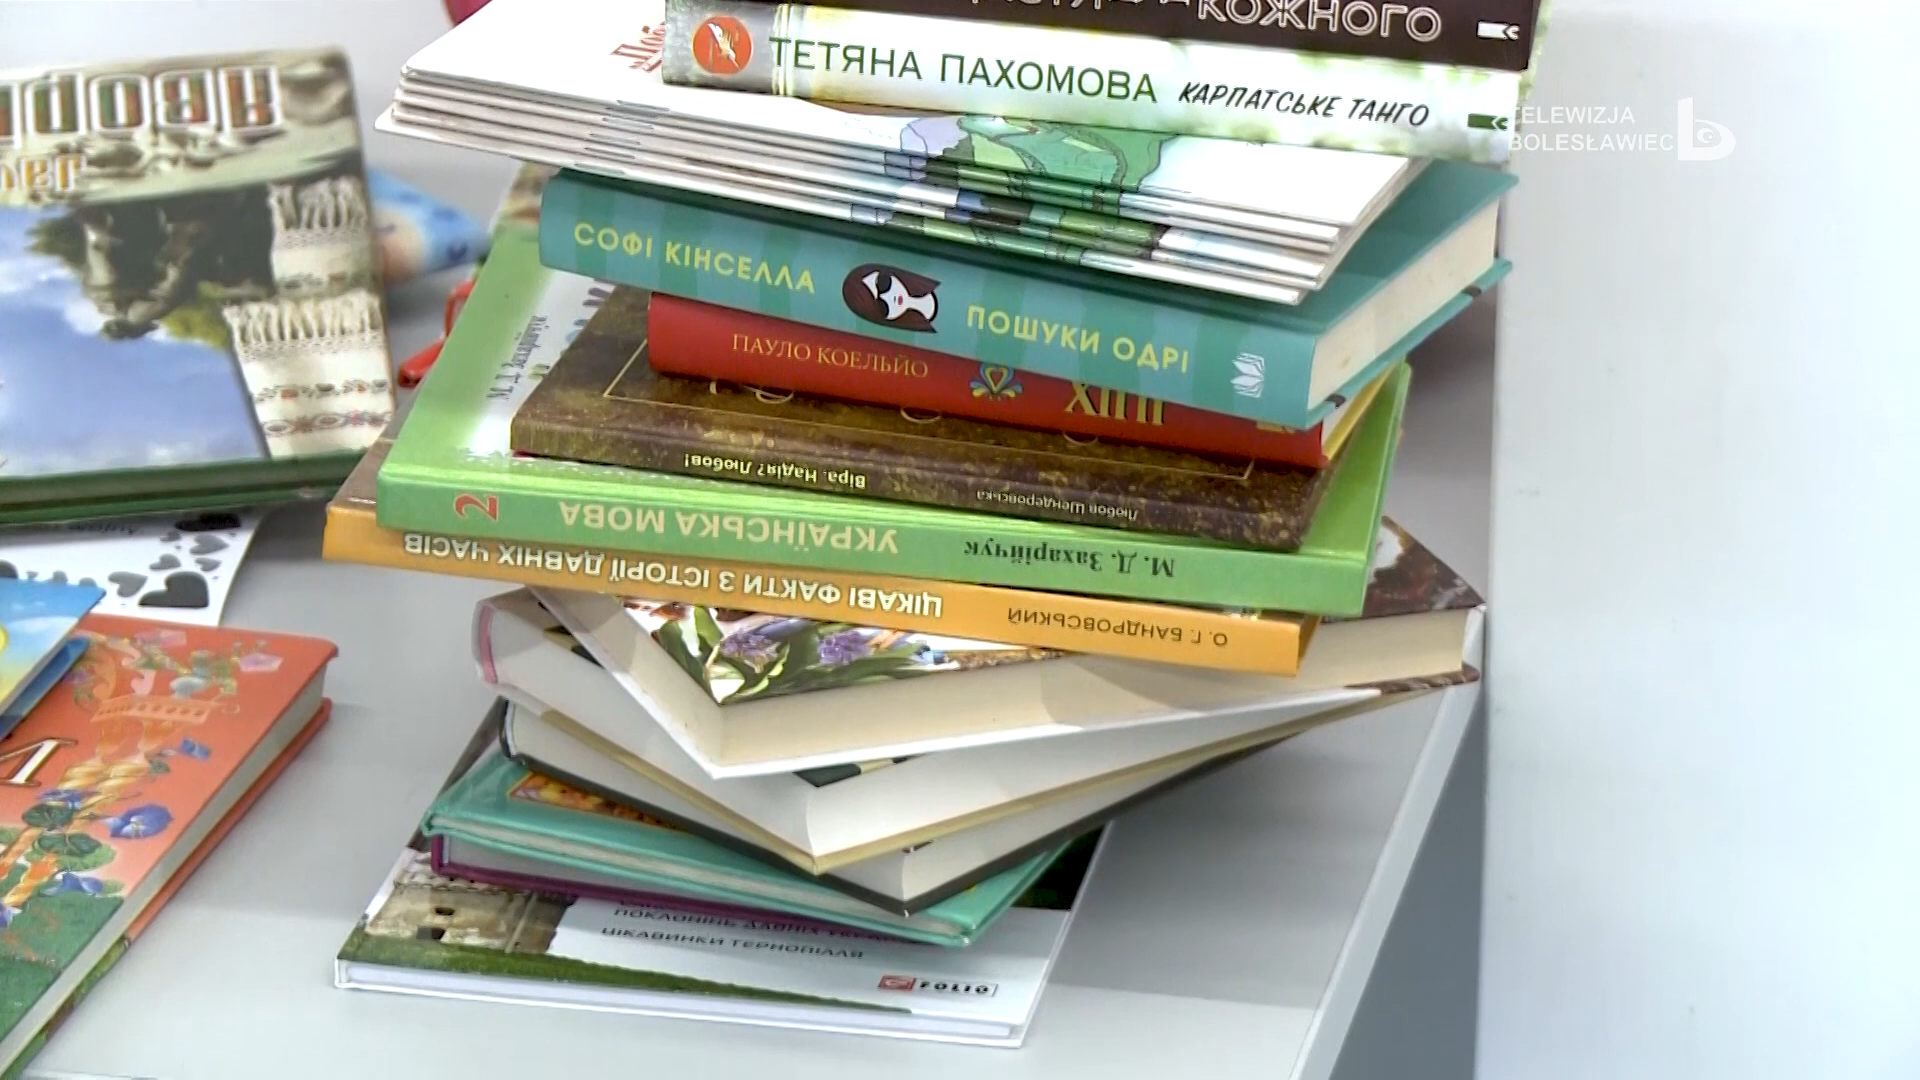 КОЖНОГО
ТЕТЯНА ПАХОМОВА КАРПАТСЬКЕ ТАНГО
TELEWIZJA
BOLESŁAWIEC
СОФІ КІНСЕЛЛА ПОШУКИ ОДРІ
ПАУЛО КОЕЛЬЙО
М. Д. Захарійчук
Любов Шендеровська Віра. Надія? Любов!
М. Д. Захарійчук УКРАЇНСЬКА МОВА 2
О. Г. БАНДРОВСЬКИЙ ЦІКАВІ ФАКТИ З ІСТОРІЇ ДАВНІХ ЧАСІВ
ЦІКАВИНКИ ТЕРНОПІЛЛЯ
FOLIO